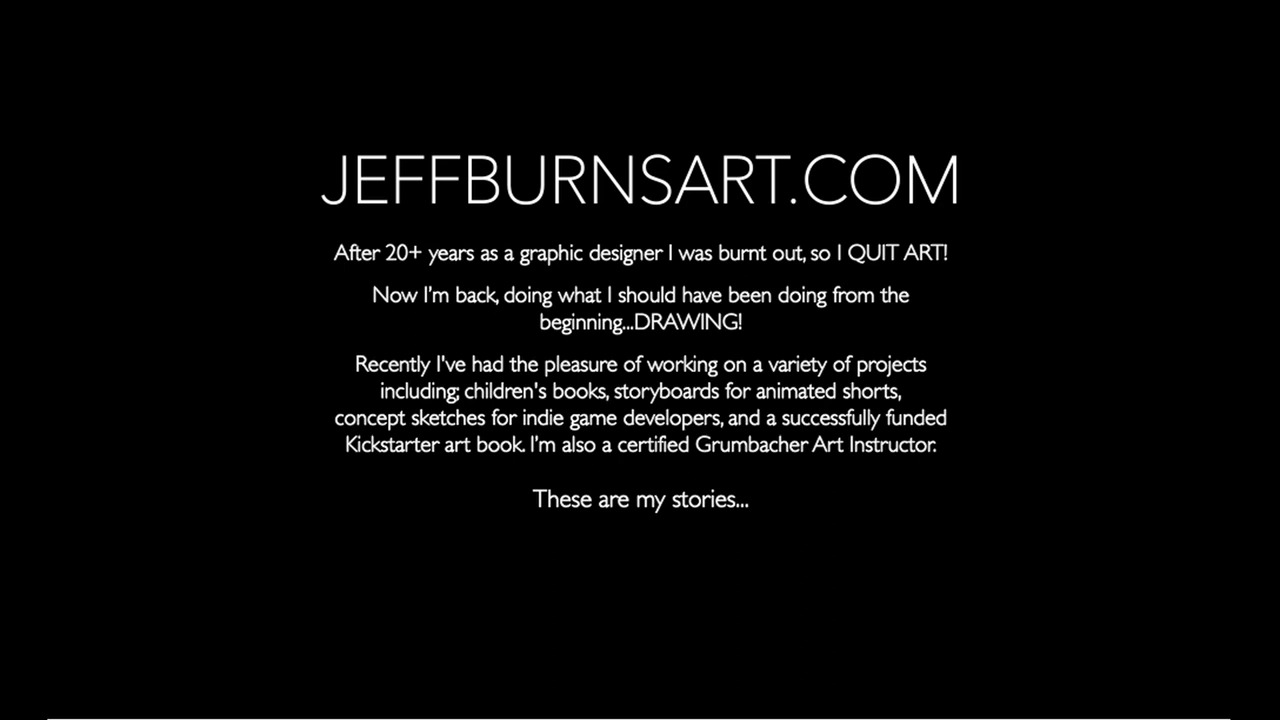 JEFFBURNSART.COM
After 20+ years as a graphic designer I was burnt out, so I QUIT ART!
Now I'm back, doing what I should have been doing from the
beginning...DRAWING!
Recently I've had the pleasure of working on a variety of projects
including; children's books, storyboards for animated shorts,
concept sketches for indie game developers, and a successfully funded
Kickstarter art book. I'm also a certified Grumbacher Art Instructor.
These are my stories...